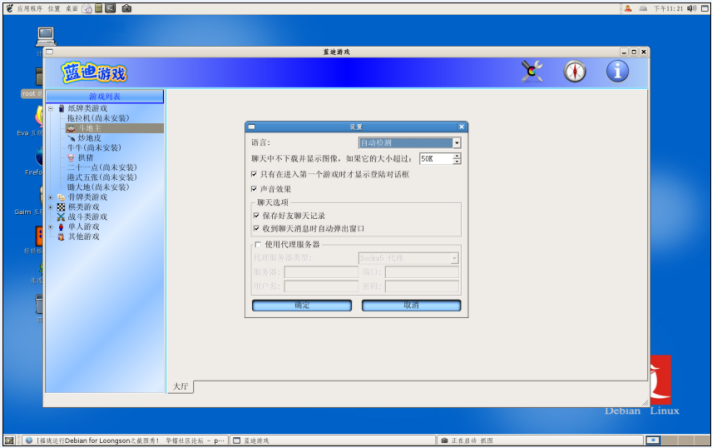 应用程序 位置 桌面
下午11:21
蓝迪游戏
蓝迪游戏
游戏列表
纸牌类游戏
拖拉机(尚未安装)
斗地主
炒地皮
牛牛(尚未安装)
拱猪
二十一点(尚未安装)
港式五张(尚未安装)
锄大地(尚未安装)
骨牌类游戏
棋类游戏
战斗类游戏
单人游戏
其他游戏
设置
语言:
自动检测
聊天中不下载并显示图像，如果它的大小超过:
50K
只有在进入第一个游戏时才显示登陆对话框
声音效果
聊天选项
保存好友聊天记录
收到聊天消息时自动弹出窗口
使用代理服务器
代理服务器类型:
Socks5 代理
服务器:
端口:
用户名:
密码:
确定
取消
大厅
Debian Linux
root
Eva
Firefo
Gaim
[福珑运行Debian for Loongson之截图秀! 华镕社区论坛 - p···
蓝迪游戏
正在启动 抓图